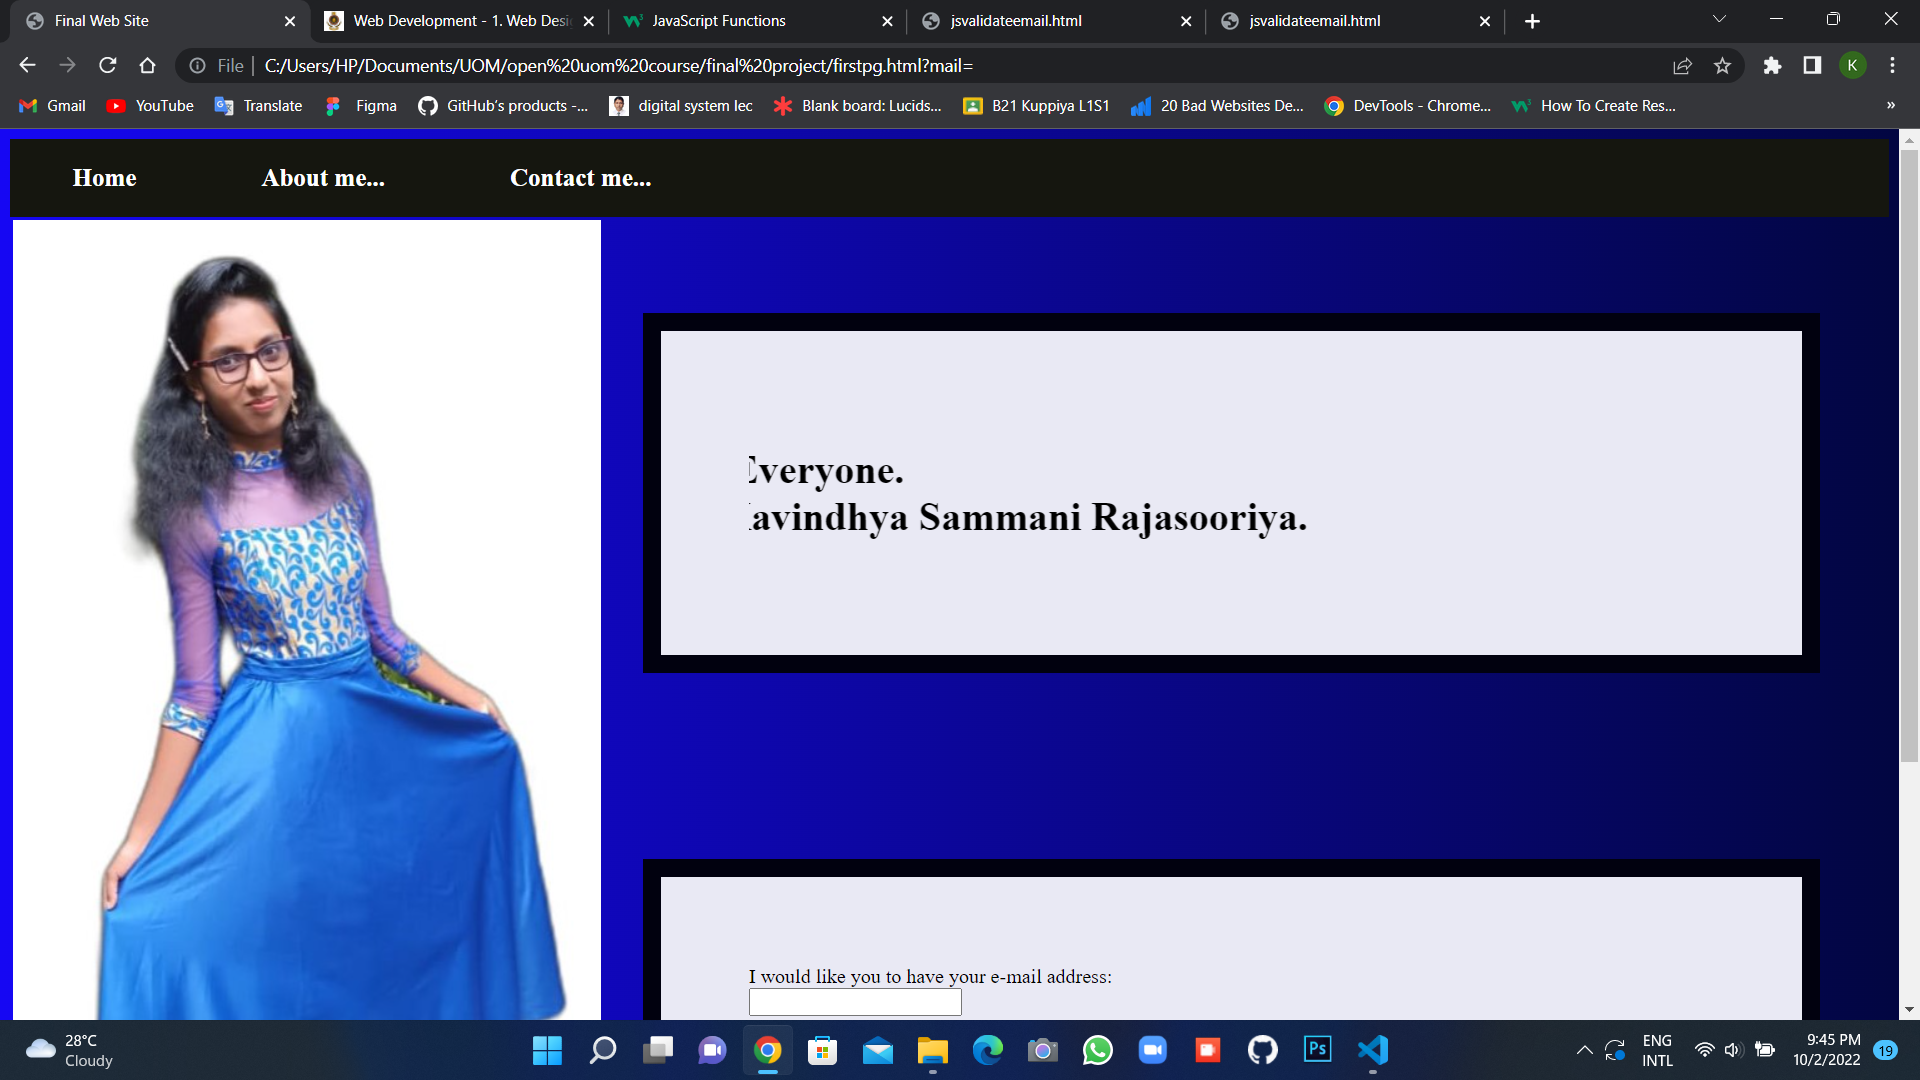 Final Web Site
Web Development - 1. Web Desi
JavaScript Functions
jsvalidateemail.html
jsvalidateemail.html
File
C:/Users/HP/Documents/UOM/open%20uom%20course/final%20project/firstpg.html?mail=
K
Gmail
YouTube
Translate
Figma
GitHub's products -...
digital system lec
Blank board: Lucids...
B21 Kuppiya L1S1
20 Bad Websites De...
DevTools - Chrome...
How To Create Res...
»
Home
About me...
Contact me...
Everyone.
avindhya Sammani Rajasooriya.
I would like you to have your e-mail address:
28°C
Cloudy
Ps
ENG
INTL
9:45 PM
10/2/2022
19